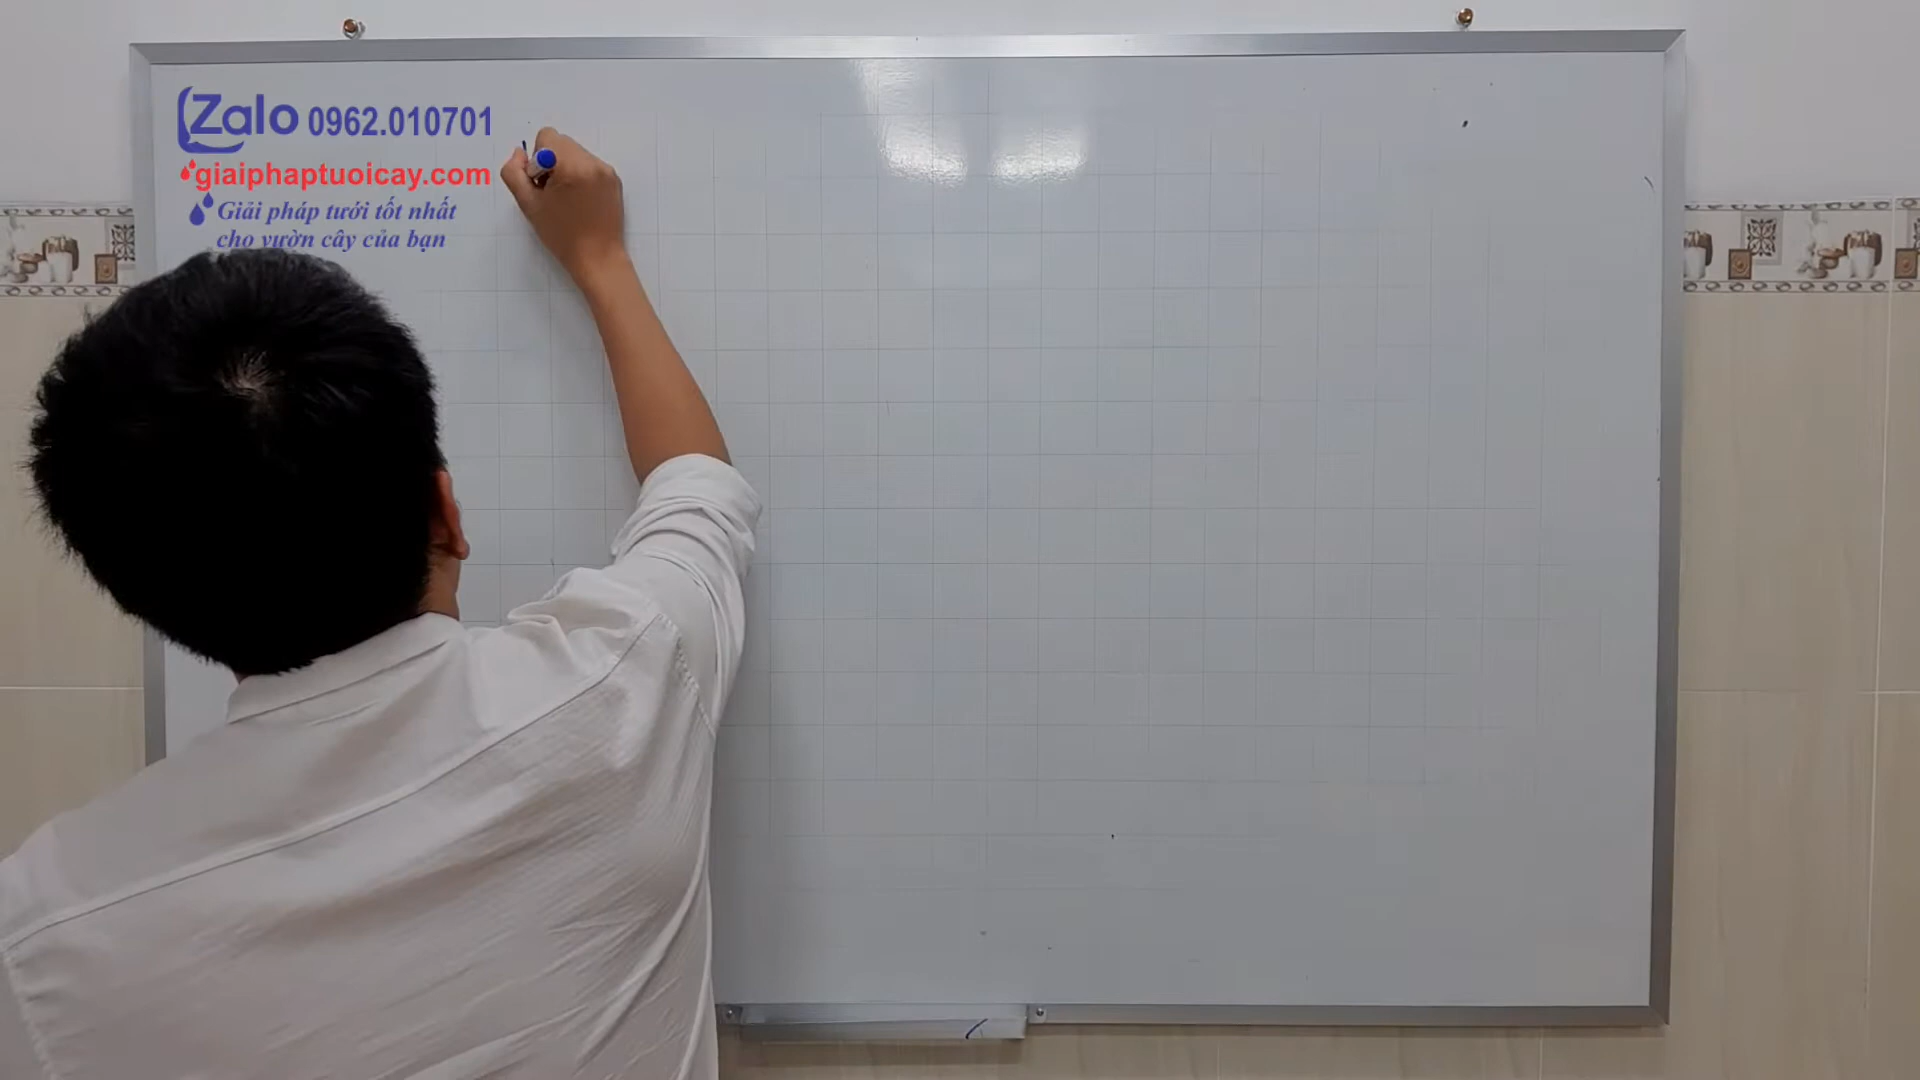 Zalo 0962.010701
giaiphaptuoicay.com
Giải pháp tưới tốt nhất
cho vườn cây của bạn